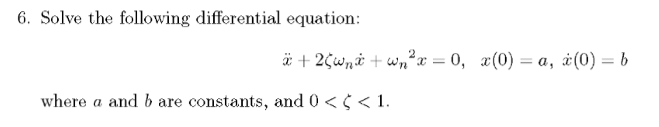 6. Solve the following differential equation:
ẍ + 2ζωₙẋ + ωₙ²x = 0, x(0) = a, ẋ(0) = b
where a and b are constants, and 0 < ζ < 1.